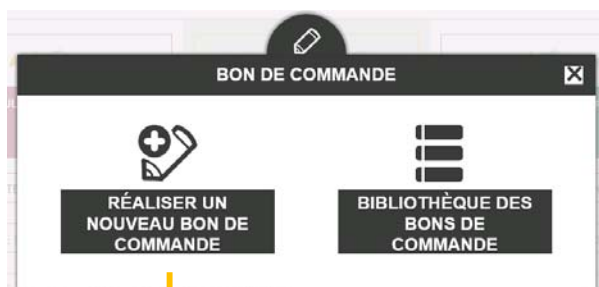 BON DE COMMANDE
RÉALISER UN
NOUVEAU BON DE
COMMANDE
BIBLIOTHÈQUE DES
BONS DE
COMMANDE